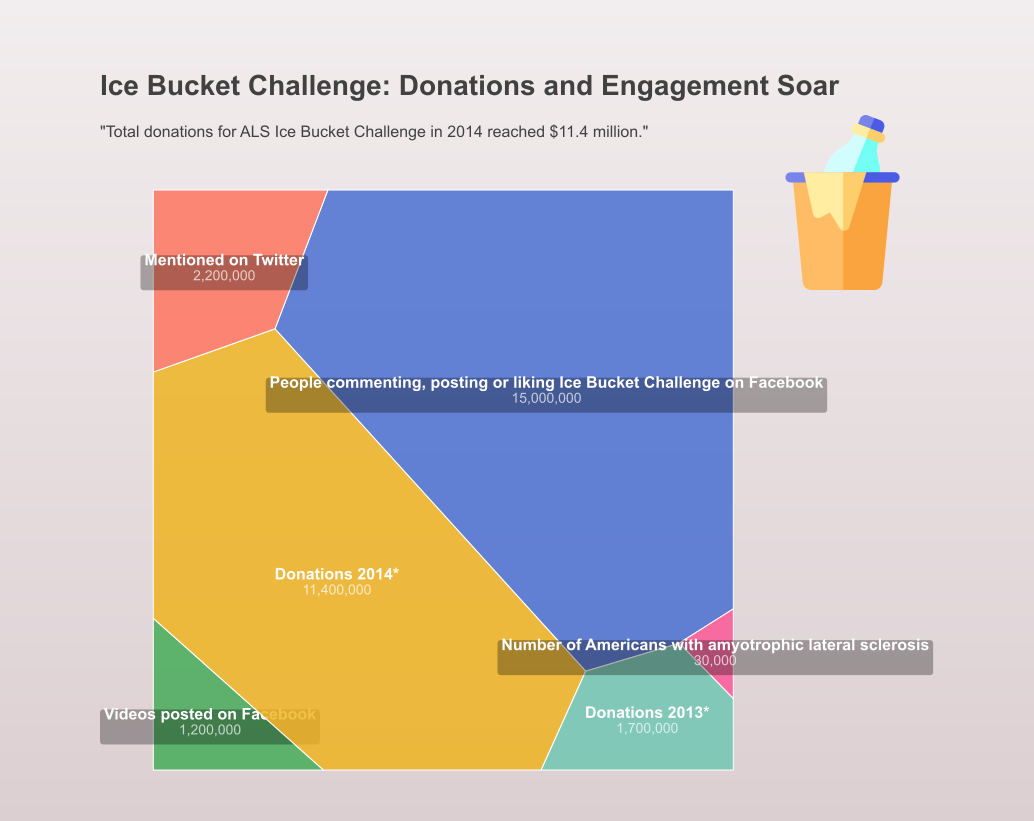 Ice Bucket Challenge: Donations and Engagement Soar
"Total donations for ALS Ice Bucket Challenge in 2014 reached $11.4 million."
Mentioned on Twitter
2,200,000
People commenting, posting or liking Ice Bucket Challenge on Facebook
15,000,000
Donations 2014*
11,400,000
Number of Americans with amyotrophic lateral sclerosis
30,000
Videos posted on Facebook
1,200,000
Donations 2013*
1,700,000